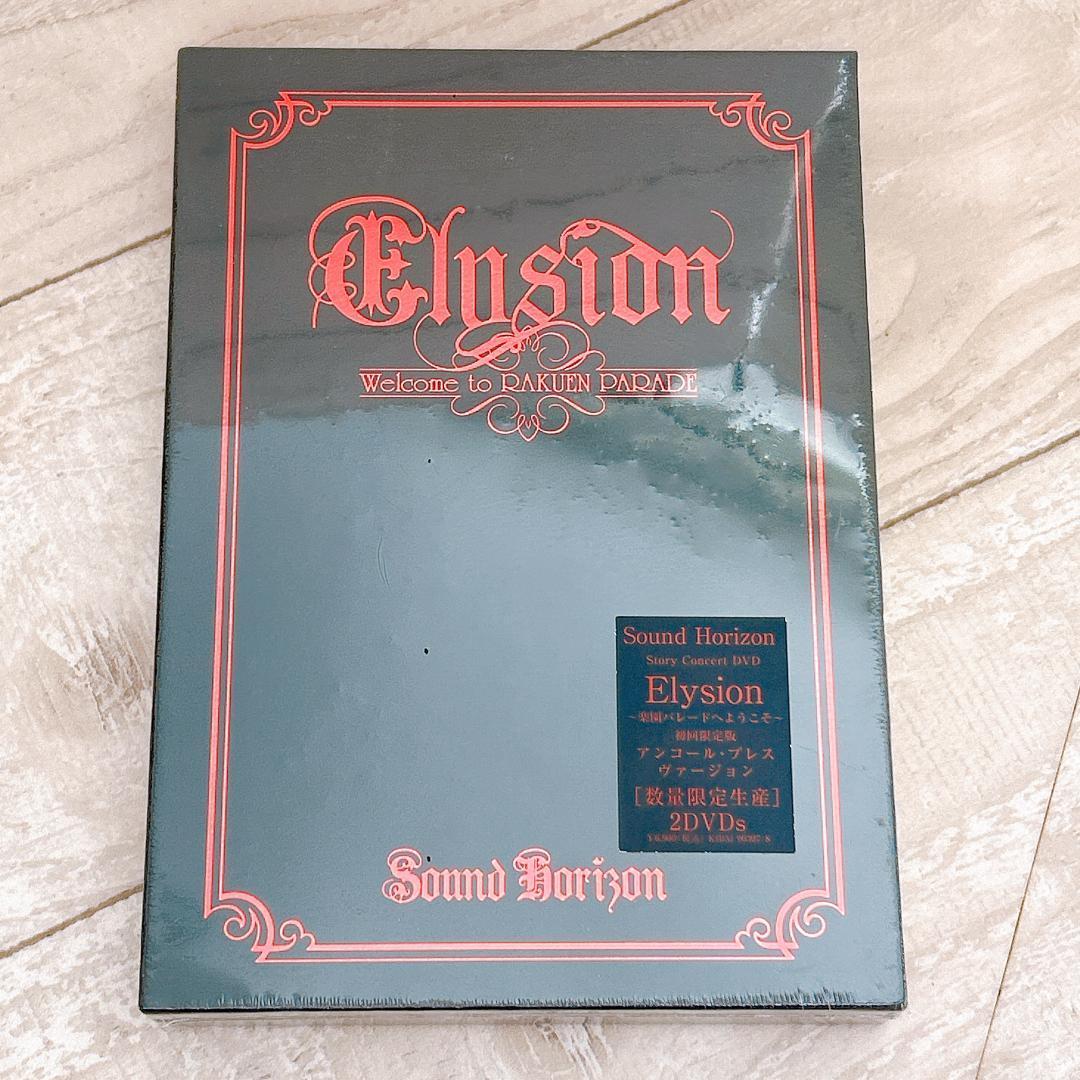 Elysion
Welcome to RAKUEN PARADE
Sound Horizon
Story Concert DVD
Elysion
~楽園パレードへようこそ~
初回限定版
アンコール・プレス
ヴァージョン
[数量限定生産]
2DVDs
Sound Horizon